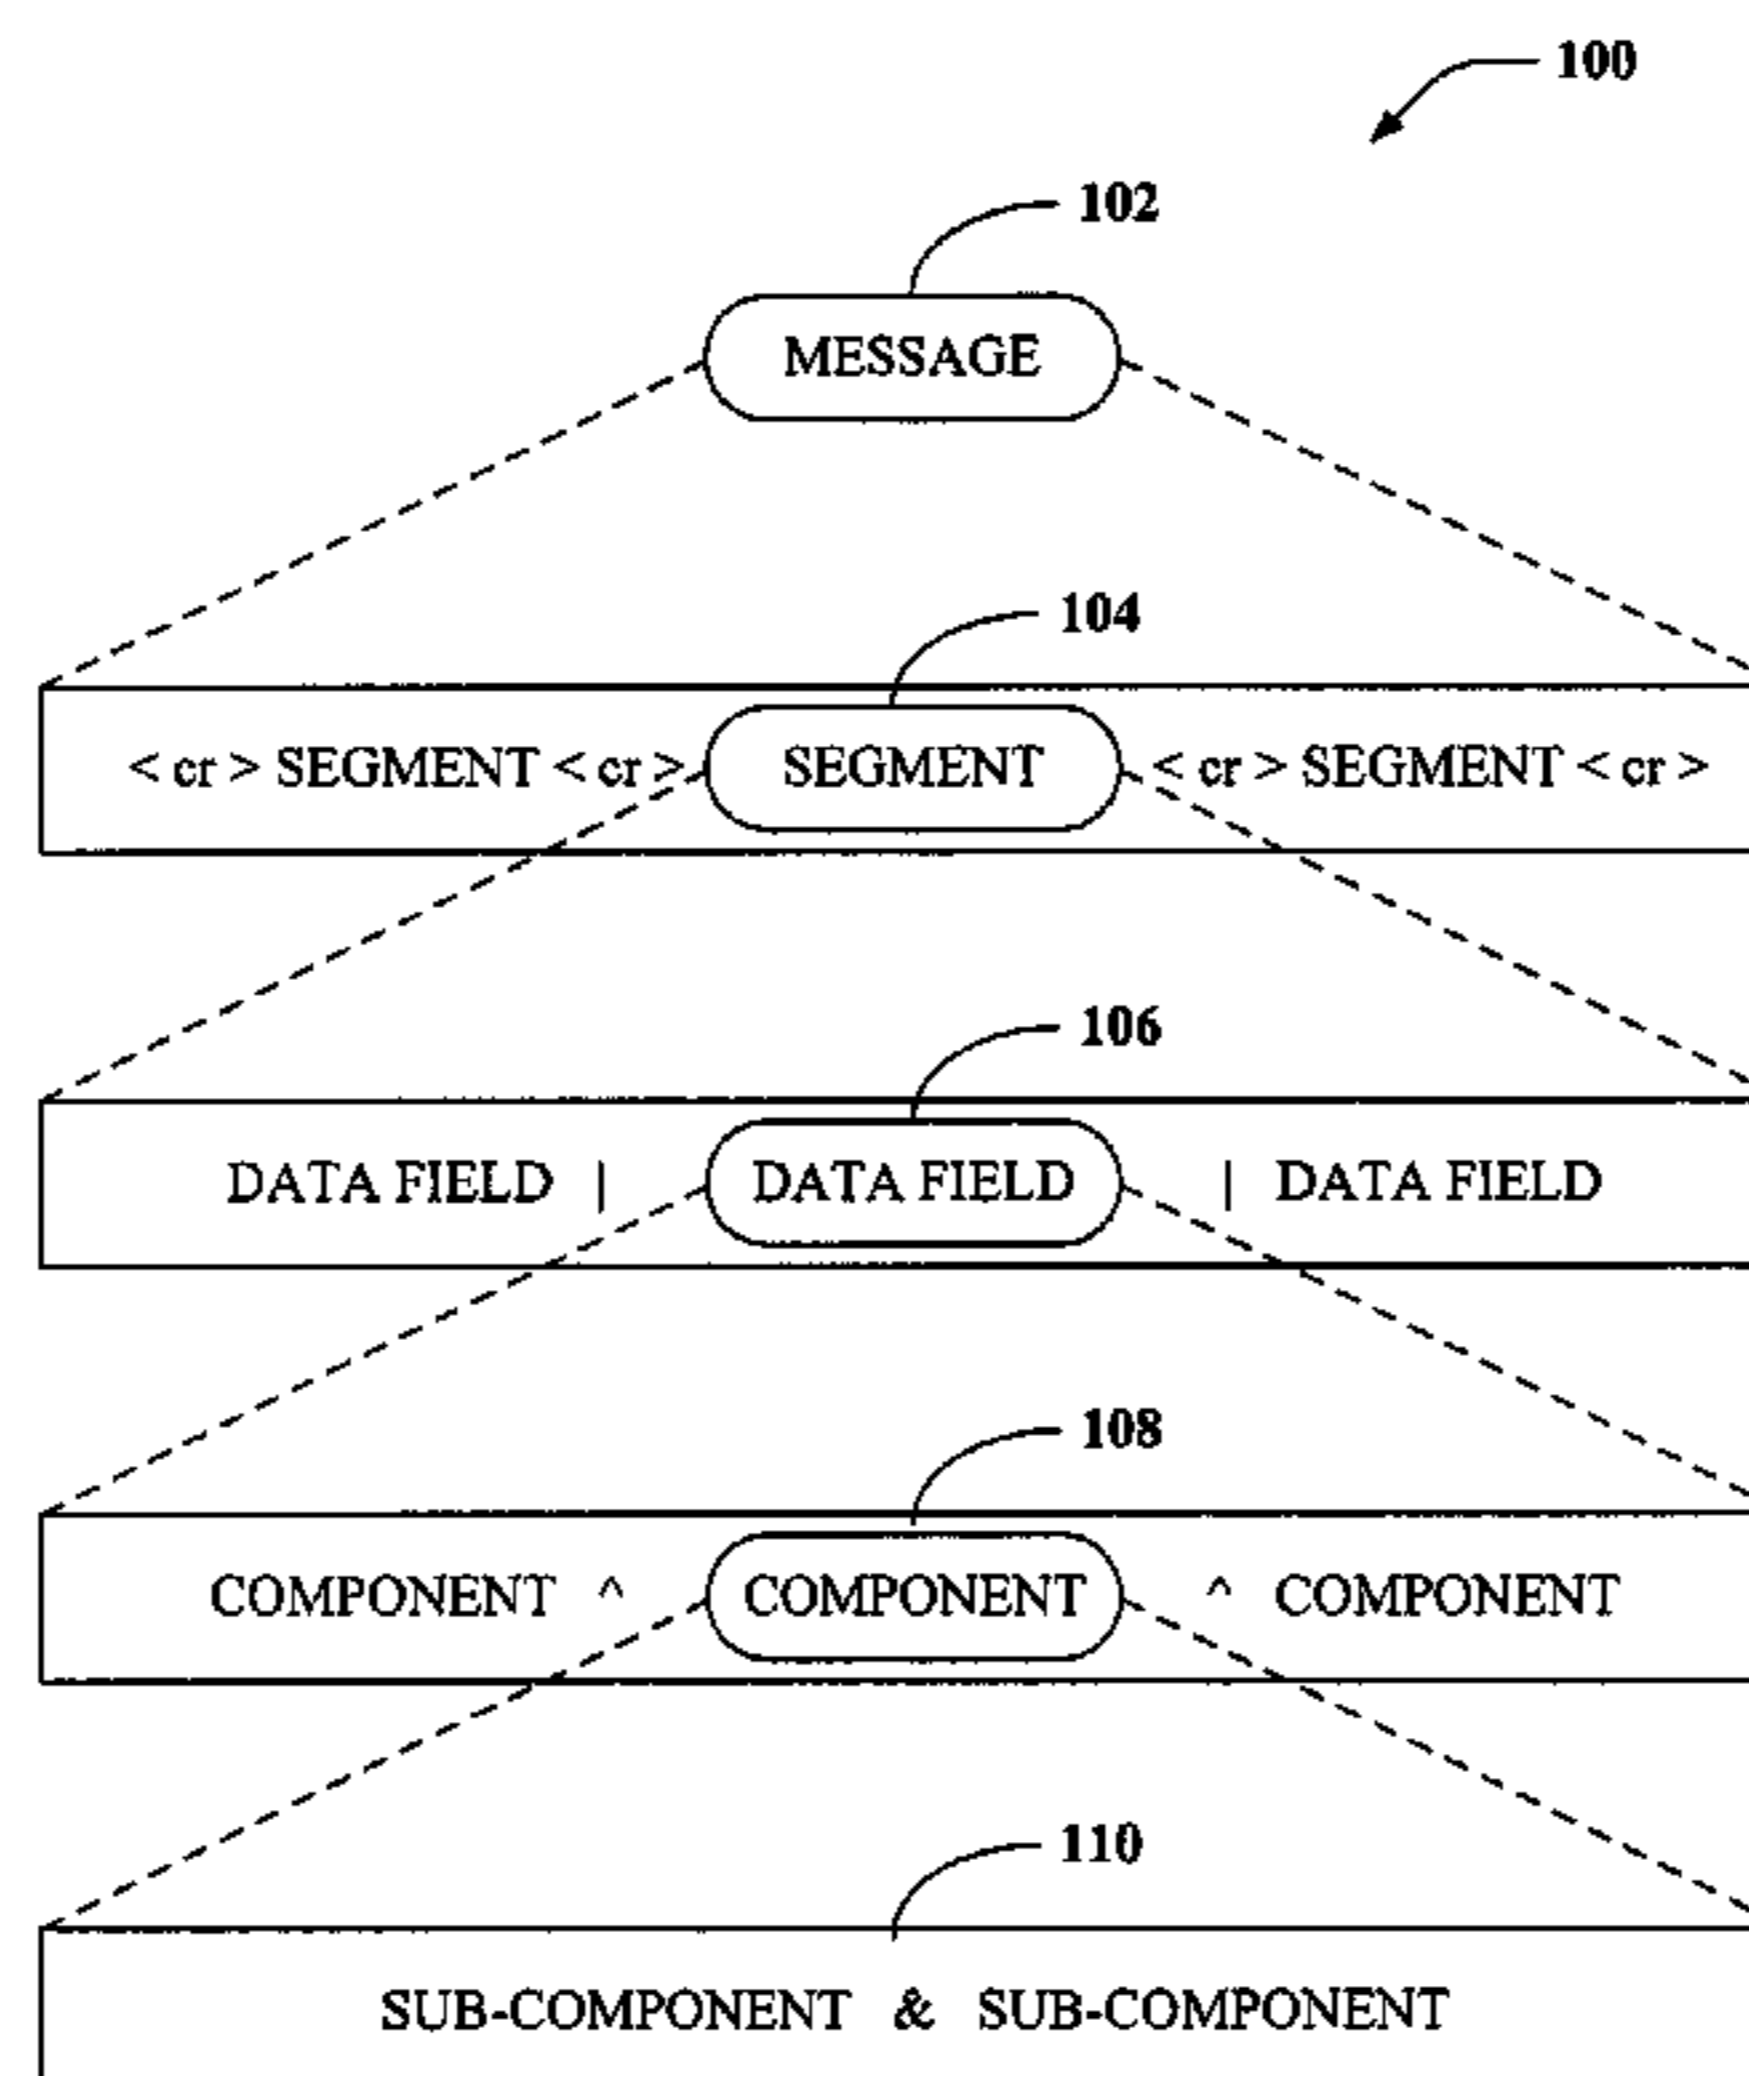 100
102
MESSAGE
104
< cr > SEGMENT < cr > SEGMENT < cr > SEGMENT < cr >
106
DATA FIELD | DATA FIELD | DATA FIELD
108
COMPONENT ^ COMPONENT ^ COMPONENT
110
SUB-COMPONENT & SUB-COMPONENT